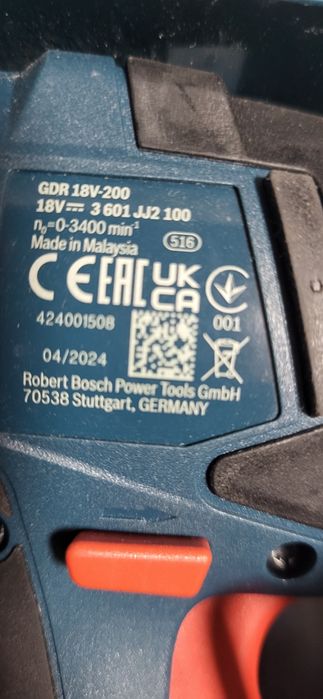 GDR 18V-200
18V⎓ 3 601 JJ2 100
n₀=0-3400 min⁻¹
Made in Malaysia 516
CE EAC UK CA
424001508 001
04/2024
Robert Bosch Power Tools GmbH
70538 Stuttgart, GERMANY